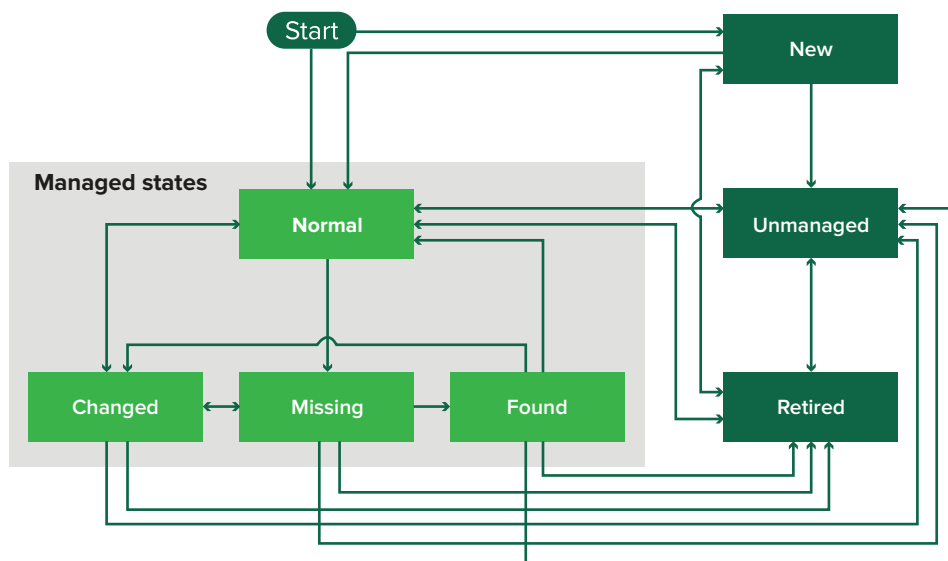 Start
New
Managed states
Normal
Unmanaged
Changed
Missing
Found
Retired